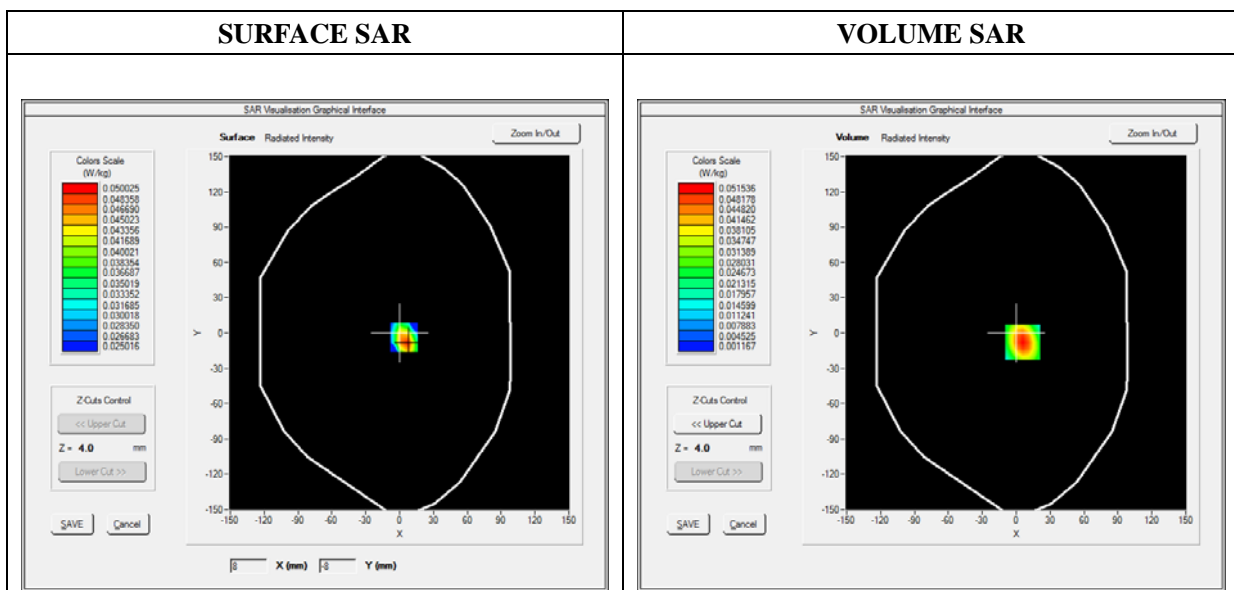 SURFACE SAR
VOLUME SAR
SAR Visualisation Graphical Interface
Surface Radiated Intensity
Zoom In/Out
Colors Scale
(W/kg)
0.050025
0.048358
0.046690
0.045023
0.043356
0.041689
0.040021
0.038354
0.036687
0.035019
0.033352
0.031685
0.030018
0.028350
0.026683
0.025016
Z-Cuts Control
<< Upper Cut
Z = 4.0 mm
Lower Cut >>
SAVE Cancel
150
120
90
60
30
0
-30
-60
-90
-120
-150
Y
-150 -120 -90 -60 -30 0 30 60 90 120 150
X
8 X (mm) -8 Y (mm)
SAR Visualisation Graphical Interface
Volume Radiated Intensity
Zoom In/Out
Colors Scale
(W/kg)
0.051536
0.048178
0.044820
0.041462
0.038105
0.034747
0.031389
0.028031
0.024673
0.021315
0.017957
0.014599
0.011241
0.007883
0.004525
0.001167
Z-Cuts Control
<< Upper Cut
Z = 4.0 mm
Lower Cut >>
SAVE Cancel
150
120
90
60
30
0
-30
-60
-90
-120
-150
Y
-150 -120 -90 -60 -30 0 30 60 90 120 150
X